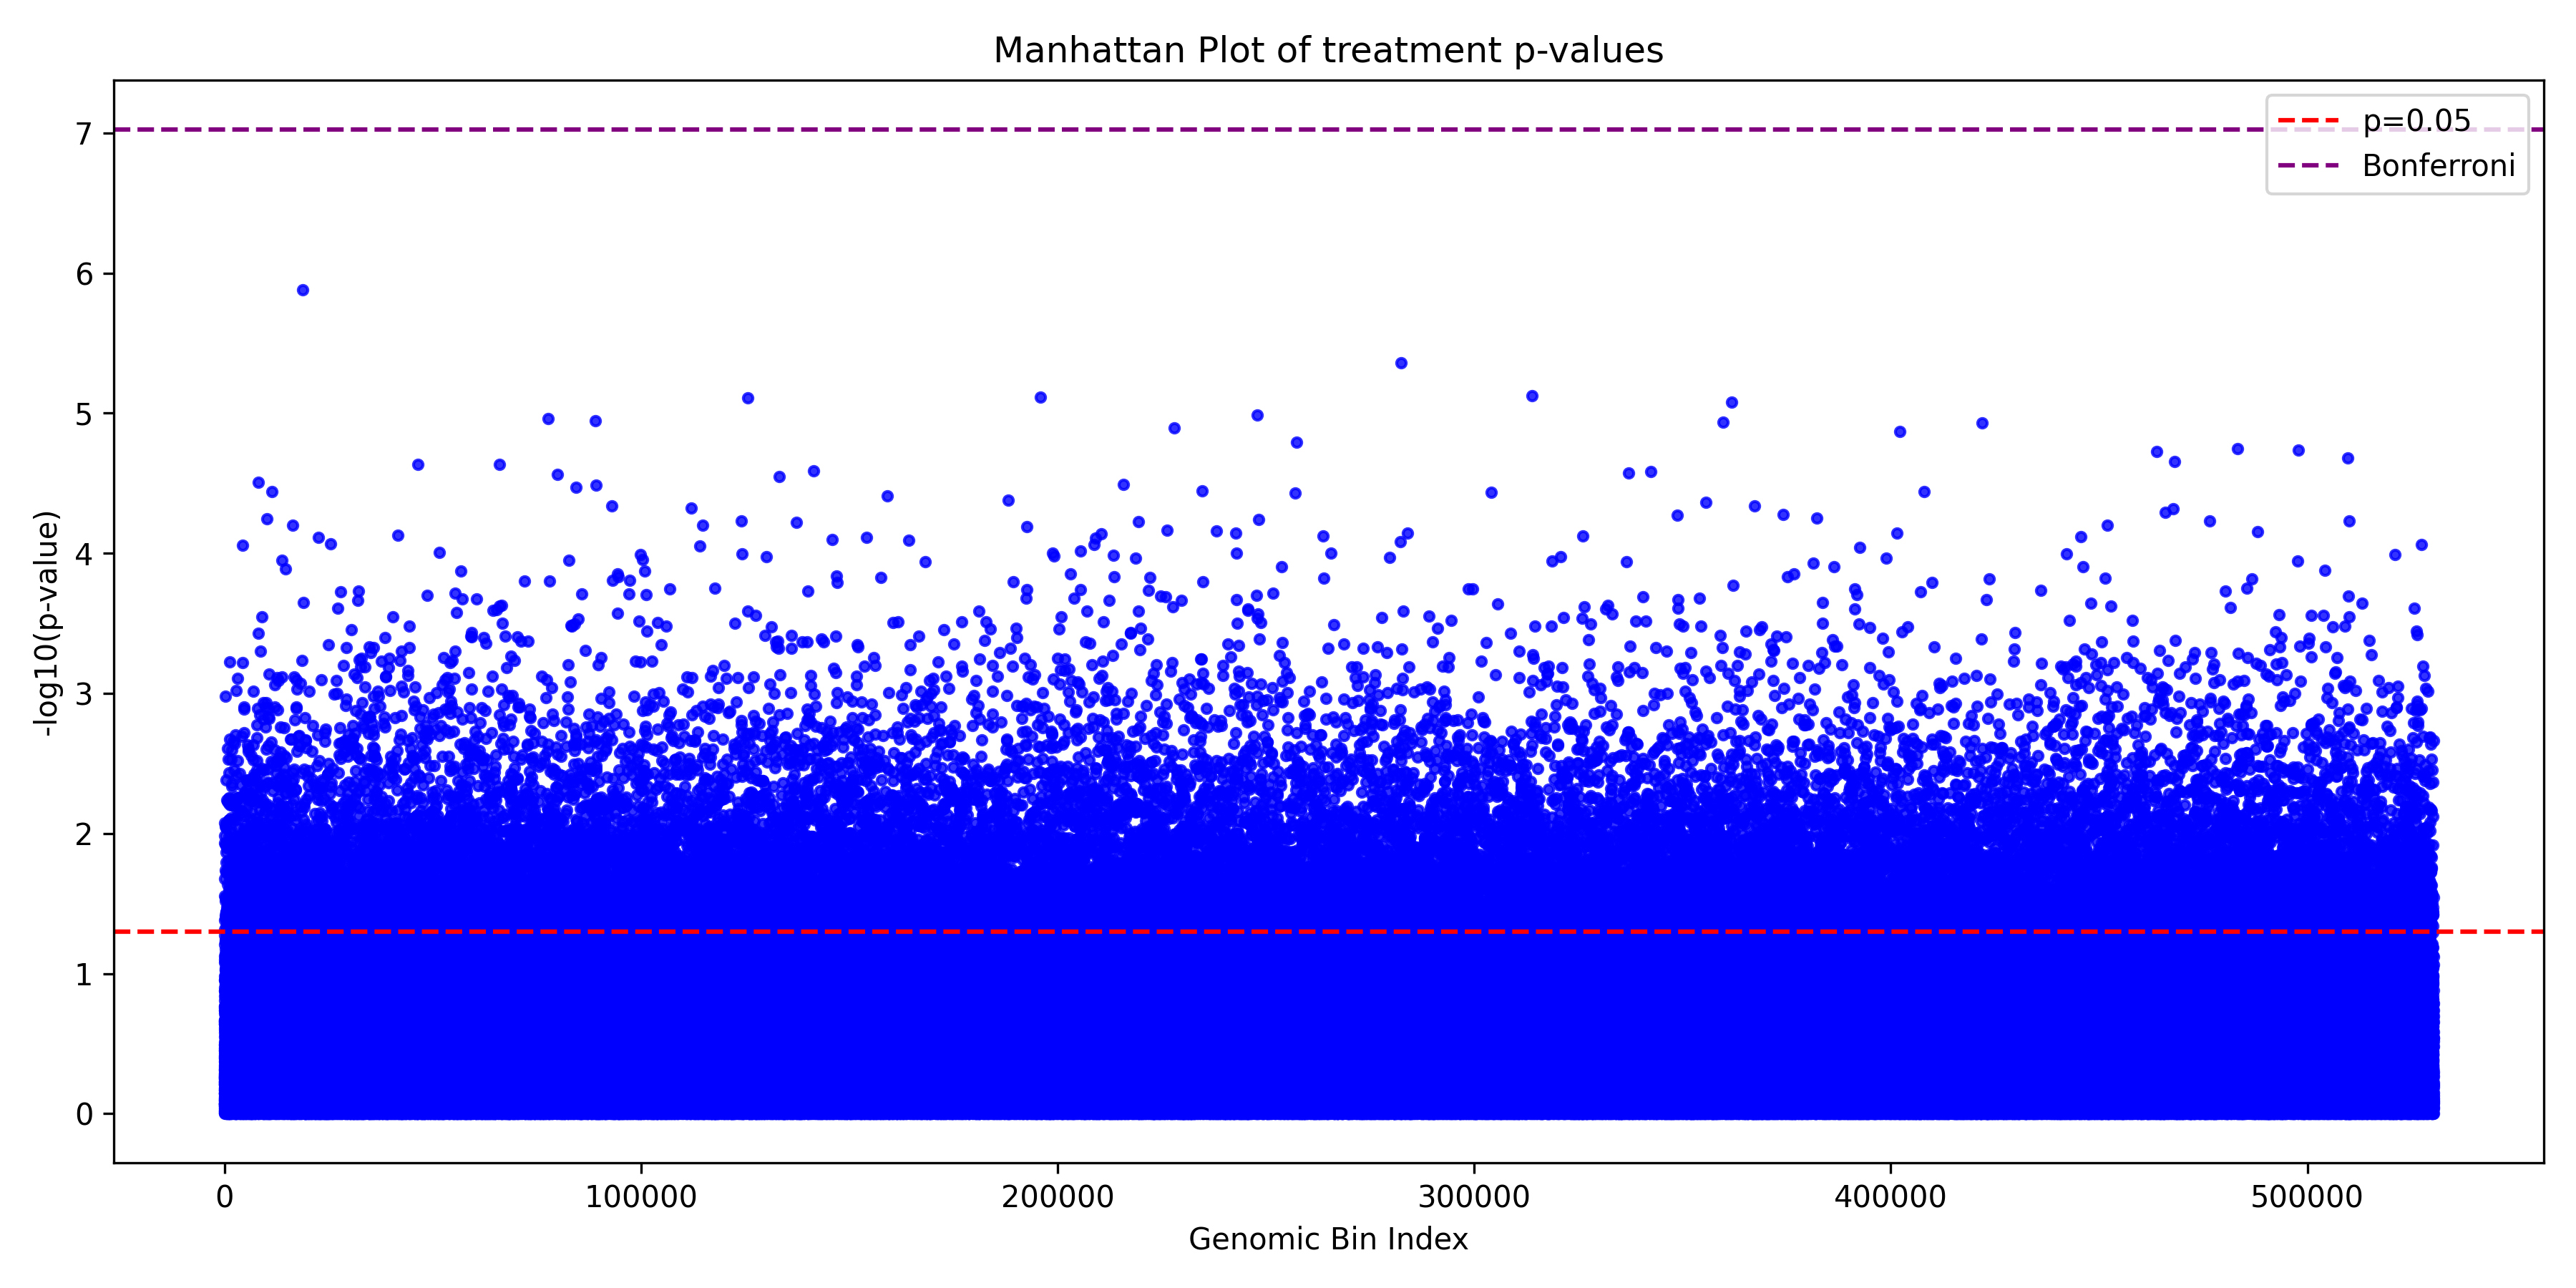 Manhattan Plot of treatment p-values
p=0.05
Bonferroni
-log10(p-value)
7
6
5
4
3
2
1
0
0 100000 200000 300000 400000 500000
Genomic Bin Index